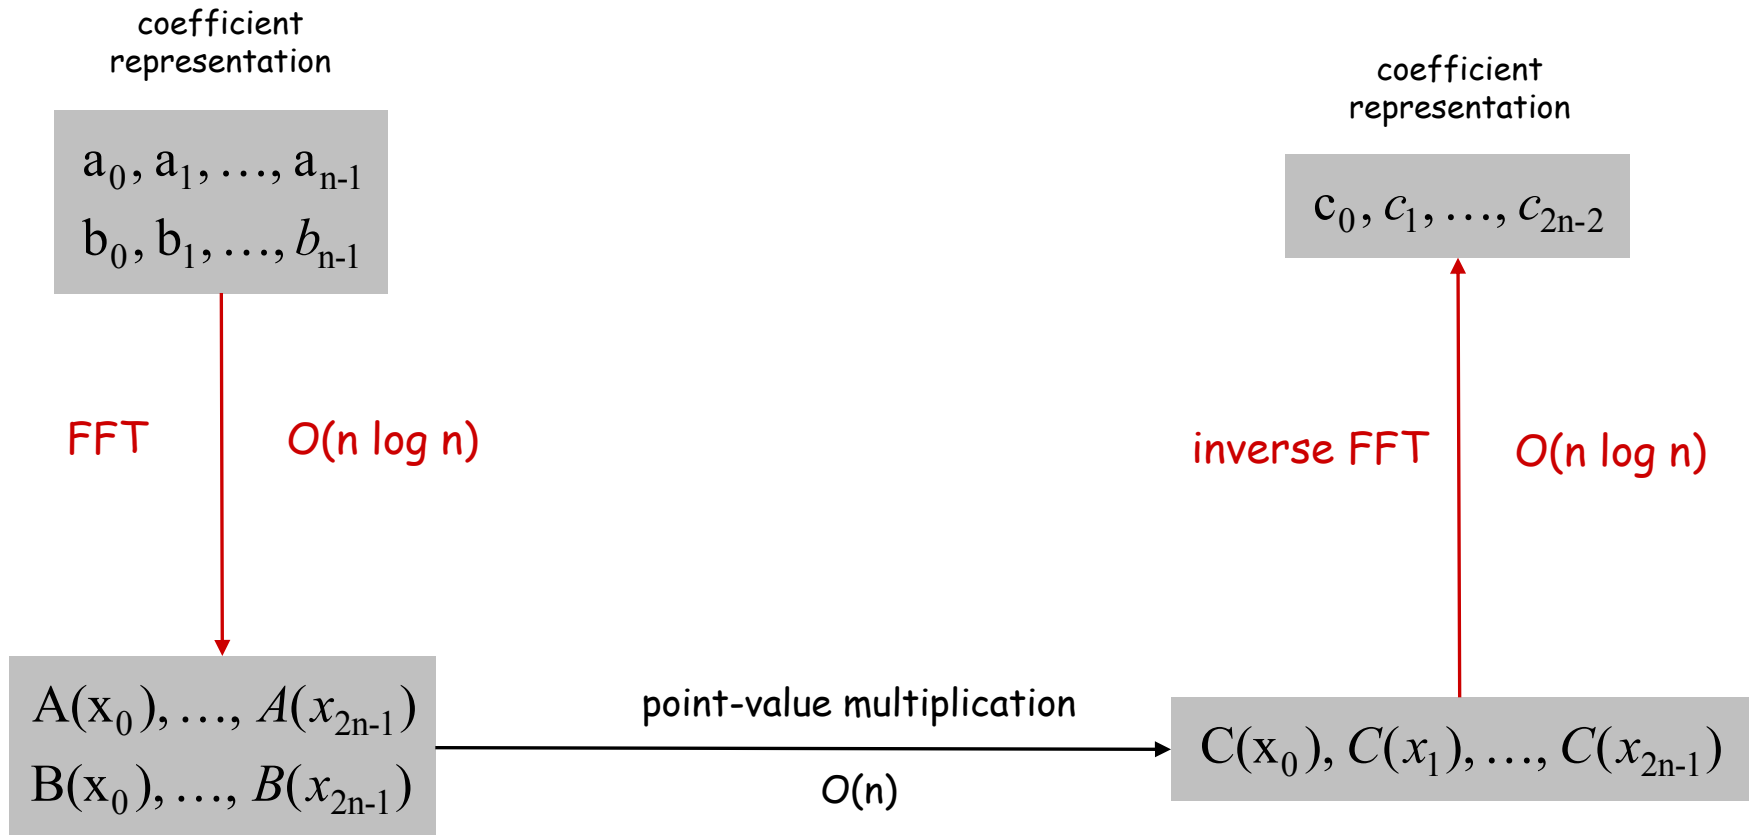 coefficient
representation
a₀, a₁, …, aₙ₋₁
b₀, b₁, …, bₙ₋₁
coefficient
representation
c₀, c₁, …, c₂ₙ₋₂
FFT
O(n log n)
inverse FFT
O(n log n)
A(x₀), …, A(x₂ₙ₋₁)
B(x₀), …, B(x₂ₙ₋₁)
point-value multiplication
O(n)
C(x₀), C(x₁), …, C(x₂ₙ₋₁)